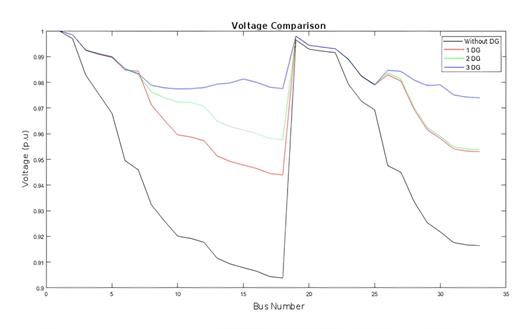 Voltage Comparison
Without DG
1 DG
2 DG
3 DG
Voltage (p.u)
1
0.99
0.98
0.97
0.96
0.95
0.94
0.93
0.92
0.91
0.9
0
5
10
15
20
25
30
35
Bus Number